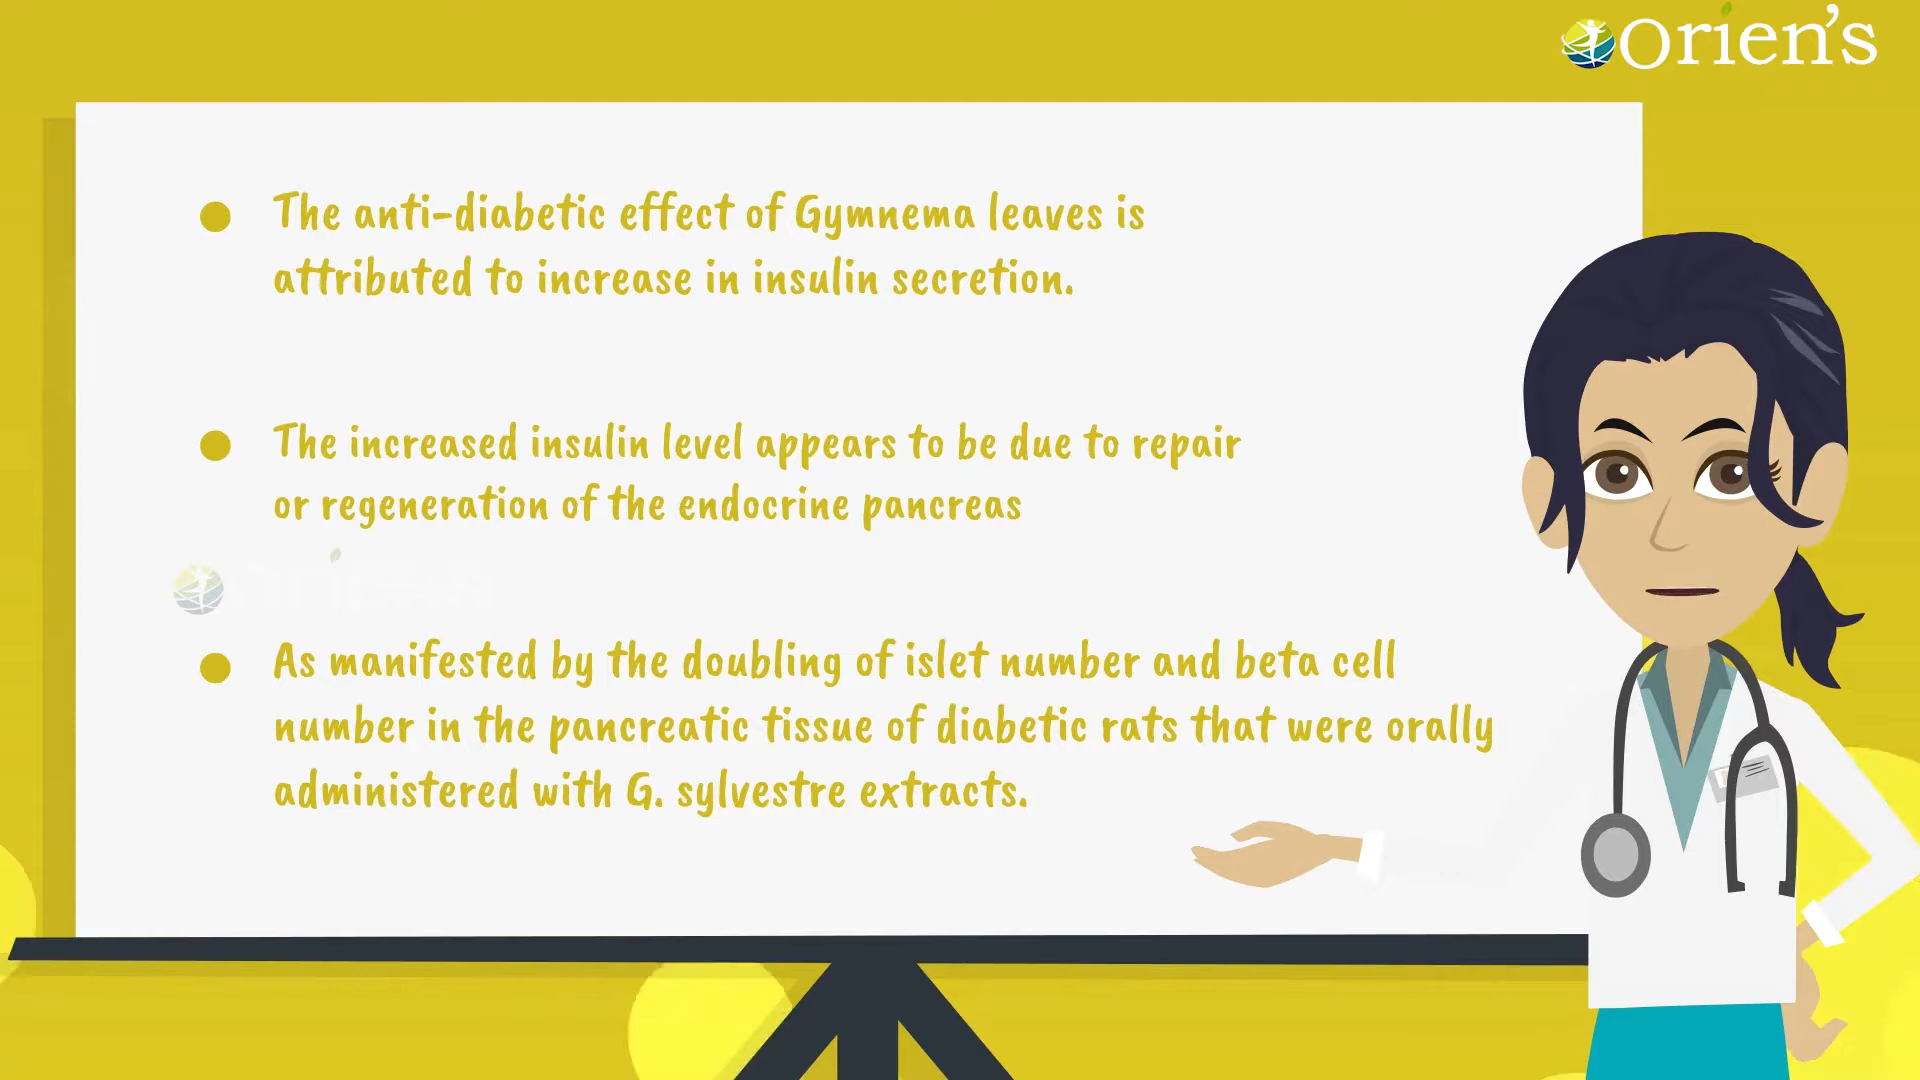 Orien's
The anti-diabetic effect of Gymnema leaves is
attributed to increase in insulin secretion.
The increased insulin level appears to be due to repair
or regeneration of the endocrine pancreas
As manifested by the doubling of islet number and beta cell
number in the pancreatic tissue of diabetic rats that were orally
administered with G. sylvestre extracts.